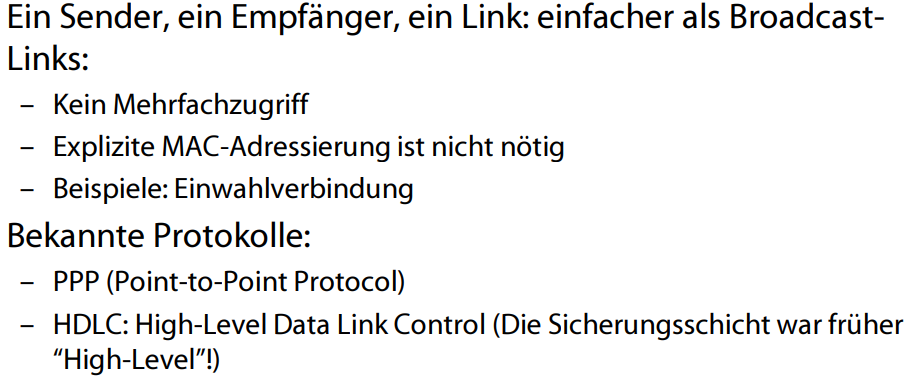 Ein Sender, ein Empfänger, ein Link: einfacher als Broadcast-
Links:
– Kein Mehrfachzugriff
– Explizite MAC-Adressierung ist nicht nötig
– Beispiele: Einwahlverbindung
Bekannte Protokolle:
– PPP (Point-to-Point Protocol)
– HDLC: High-Level Data Link Control (Die Sicherungsschicht war früher
“High-Level”!)